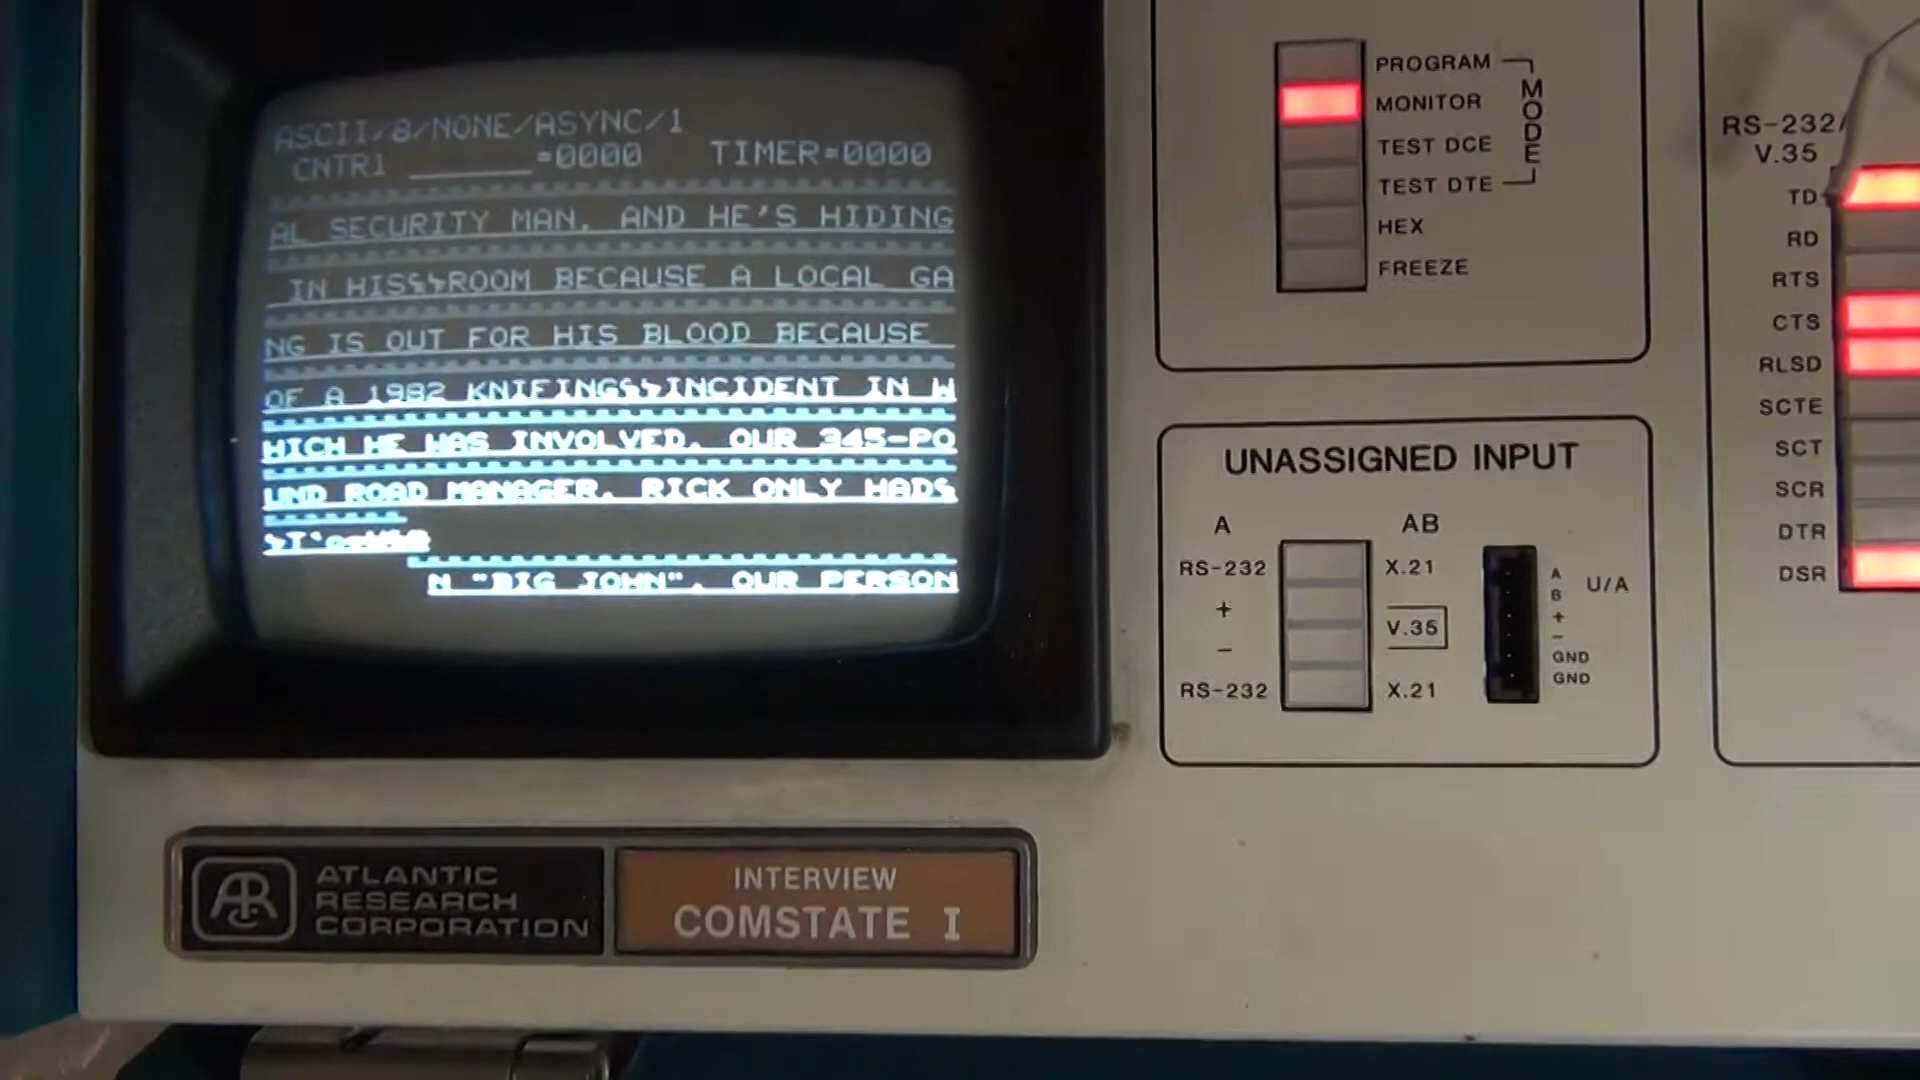 ASCII/8/NONE/ASYNC/1
CNTR1 ______=0000 TIMER=0000
AL SECURITY MAN, AND HE'S HIDING
IN HIS ROOM BECAUSE A LOCAL GA
NG IS OUT FOR HIS BLOOD BECAUSE
OF A 1982 KNIFING INCIDENT IN W
HICH HE WAS INVOLVED. OUR 345-PO
UND ROAD MANAGER, RICK ONLY HAD
N "BIG JOHN", OUR PERSON
PROGRAM
MONITOR
TEST DCE
TEST DTE
HEX
FREEZE
MODE
RS-232/
V.35
TD
RD
RTS
CTS
RLSD
SCTE
SCT
SCR
DTR
DSR
UNASSIGNED INPUT
A AB
RS-232 X.21
+
V.35
−
RS-232 X.21
A
B
+
−
GND
GND
U/A
ARC
ATLANTIC
RESEARCH
CORPORATION
INTERVIEW
COMSTATE I